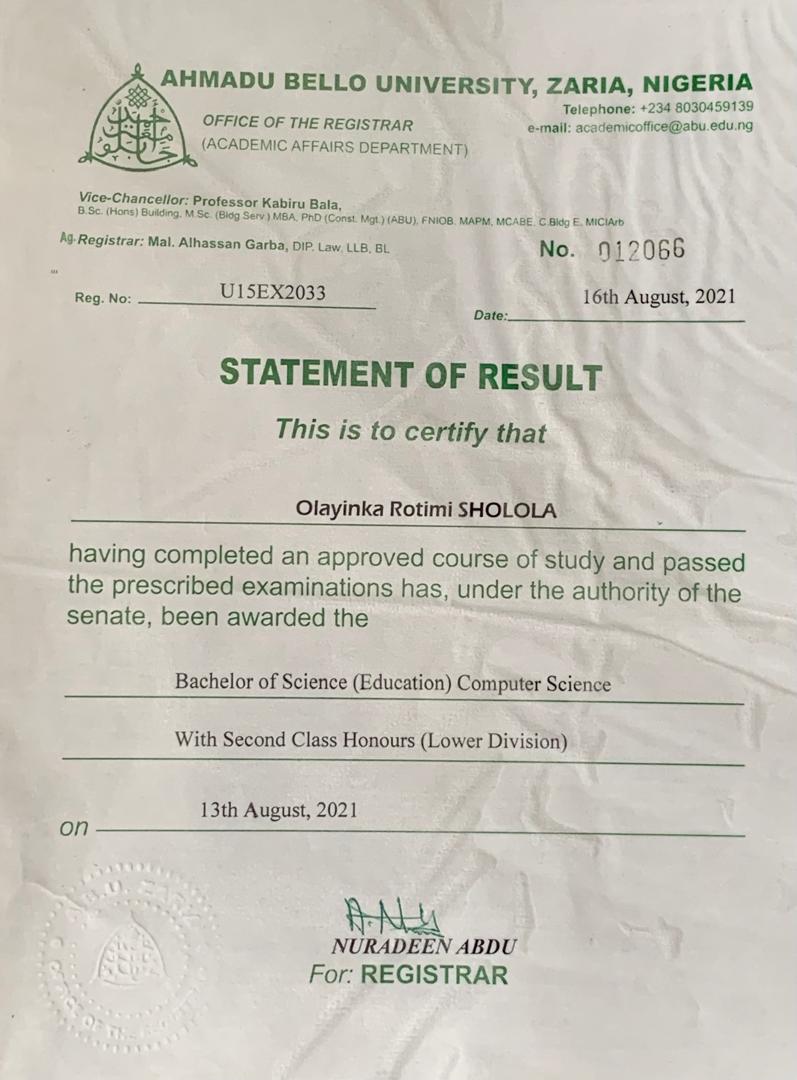 AHMADU BELLO UNIVERSITY, ZARIA, NIGERIA
OFFICE OF THE REGISTRAR
(ACADEMIC AFFAIRS DEPARTMENT)
Telephone: +234 8030459139
e-mail: academicoffice@abu.edu.ng
Vice-Chancellor: Professor Kabiru Bala,
B.Sc. (Hons) Building, M.Sc. (Bldg Serv.) MBA, PhD (Const. Mgt.) (ABU), FNIOB, MAPM, MCABE, C.Bldg E, MICIArb
Ag. Registrar: Mal. Alhassan Garba, DIP. Law, LLB, BL
No. 012066
Reg. No: U15EX2033
Date: 16th August, 2021
STATEMENT OF RESULT
This is to certify that
Olayinka Rotimi SHOLOLA
having completed an approved course of study and passed
the prescribed examinations has, under the authority of the
senate, been awarded the
Bachelor of Science (Education) Computer Science
With Second Class Honours (Lower Division)
on 13th August, 2021
NURADEEN ABDU
For: REGISTRAR
A.B.U. ZARIA
OFFICE OF THE